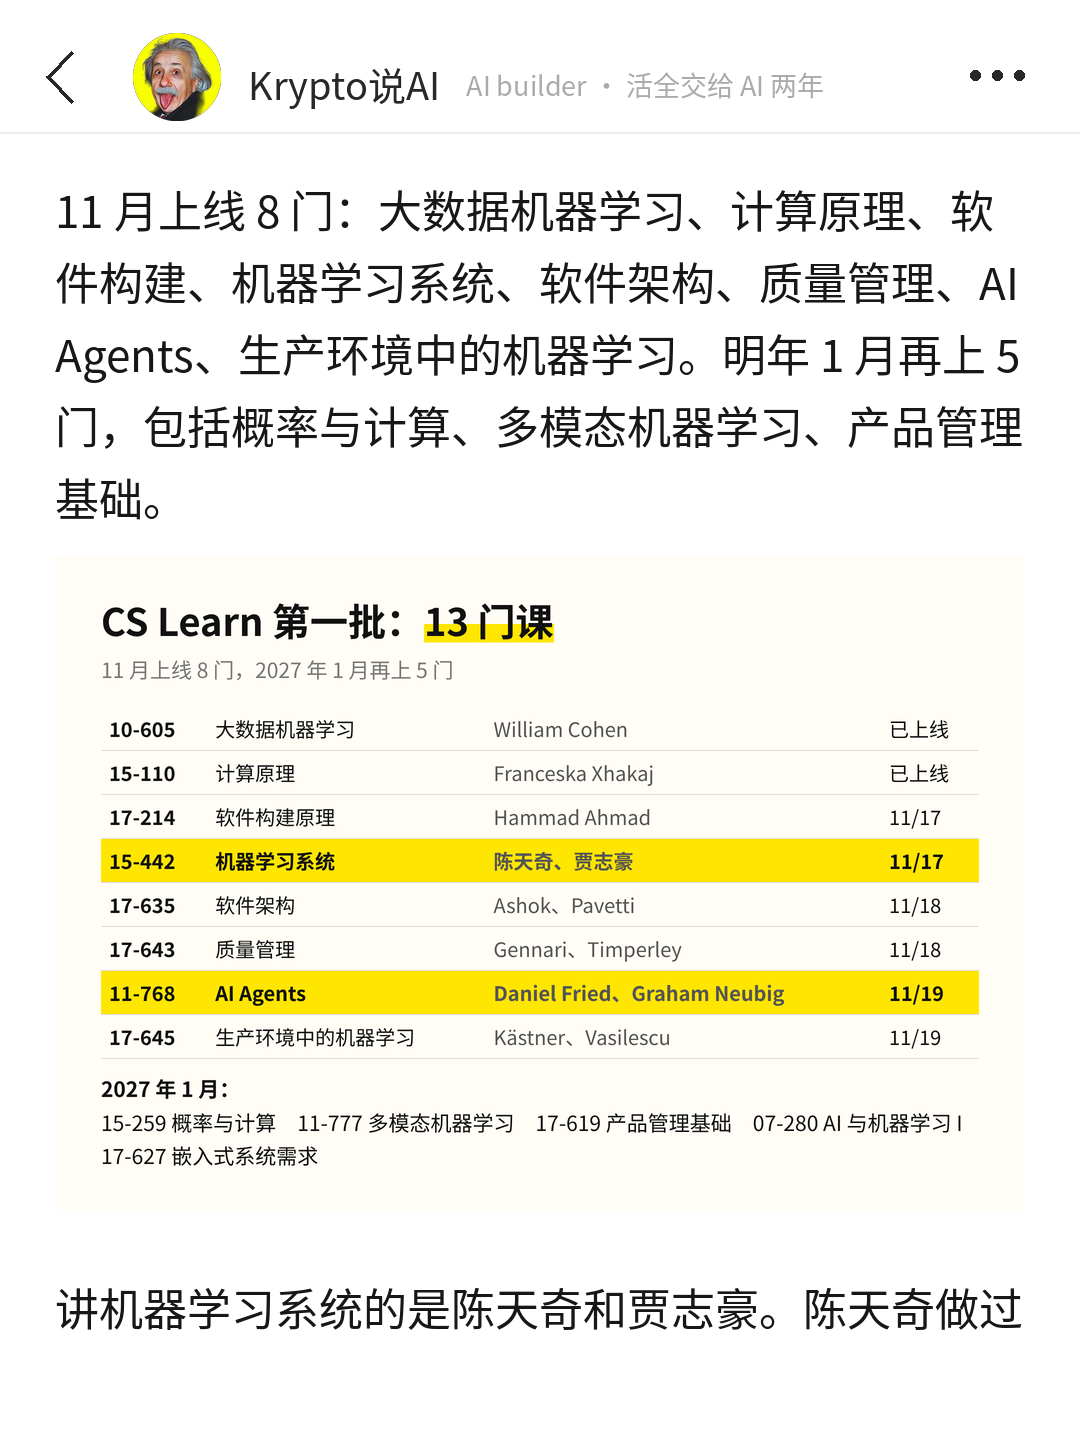 Krypto说AI AI builder · 活全交给 AI 两年
11 月上线 8 门：大数据机器学习、计算原理、软
件构建、机器学习系统、软件架构、质量管理、AI
Agents、生产环境中的机器学习。明年 1 月再上 5
门，包括概率与计算、多模态机器学习、产品管理
基础。
CS Learn 第一批：13 门课
11 月上线 8 门，2027 年 1 月再上 5 门
10-605 大数据机器学习 William Cohen 已上线
15-110 计算原理 Franceska Xhakaj 已上线
17-214 软件构建原理 Hammad Ahmad 11/17
15-442 机器学习系统 陈天奇、贾志豪 11/17
17-635 软件架构 Ashok、Pavetti 11/18
17-643 质量管理 Gennari、Timperley 11/18
11-768 AI Agents Daniel Fried、Graham Neubig 11/19
17-645 生产环境中的机器学习 Kästner、Vasilescu 11/19
2027 年 1 月：
15-259 概率与计算 11-777 多模态机器学习 17-619 产品管理基础 07-280 AI 与机器学习 I
17-627 嵌入式系统需求
讲机器学习系统的是陈天奇和贾志豪。陈天奇做过